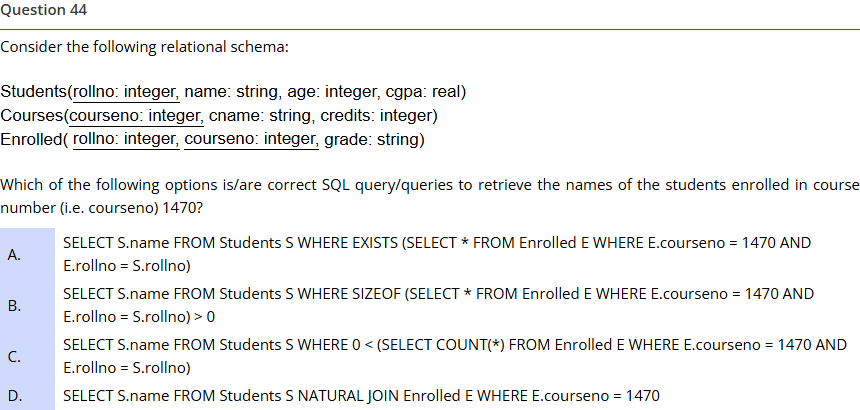 Question 44
Consider the following relational schema:
Students(rollno: integer, name: string, age: integer, cgpa: real)
Courses(courseno: integer, cname: string, credits: integer)
Enrolled( rollno: integer, courseno: integer, grade: string)
Which of the following options is/are correct SQL query/queries to retrieve the names of the students enrolled in course
number (i.e. courseno) 1470?
A. SELECT S.name FROM Students S WHERE EXISTS (SELECT * FROM Enrolled E WHERE E.courseno = 1470 AND
E.rollno = S.rollno)
B. SELECT S.name FROM Students S WHERE SIZEOF (SELECT * FROM Enrolled E WHERE E.courseno = 1470 AND
E.rollno = S.rollno) > 0
C. SELECT S.name FROM Students S WHERE 0 < (SELECT COUNT(*) FROM Enrolled E WHERE E.courseno = 1470 AND
E.rollno = S.rollno)
D. SELECT S.name FROM Students S NATURAL JOIN Enrolled E WHERE E.courseno = 1470